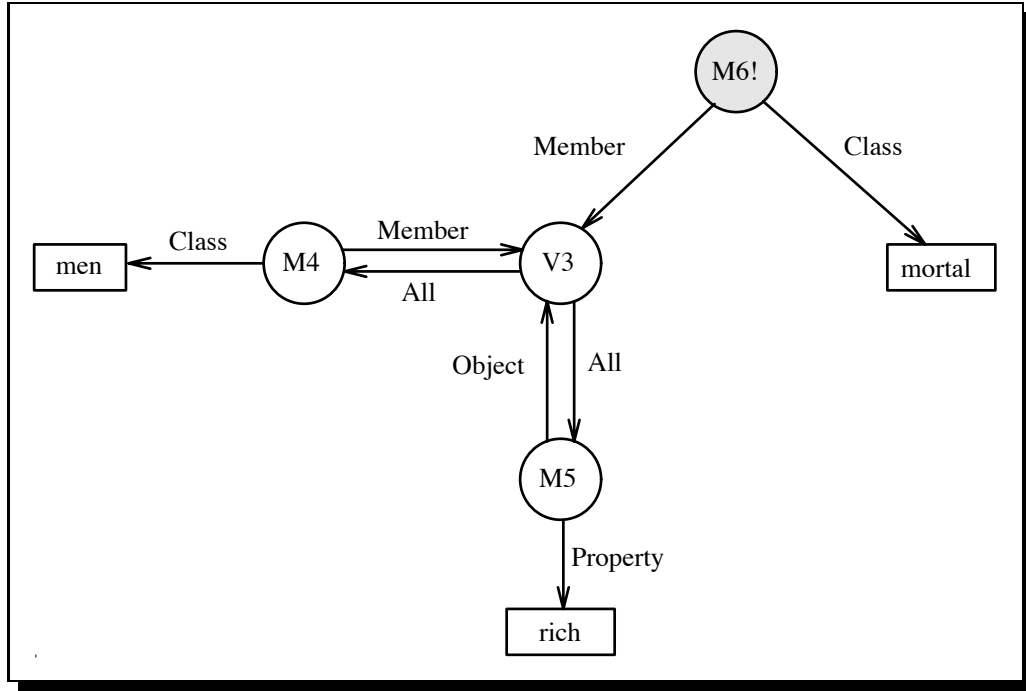 M6!
Member
Class
Class
Member
men
M4
V3
mortal
All
Object
All
M5
Property
rich